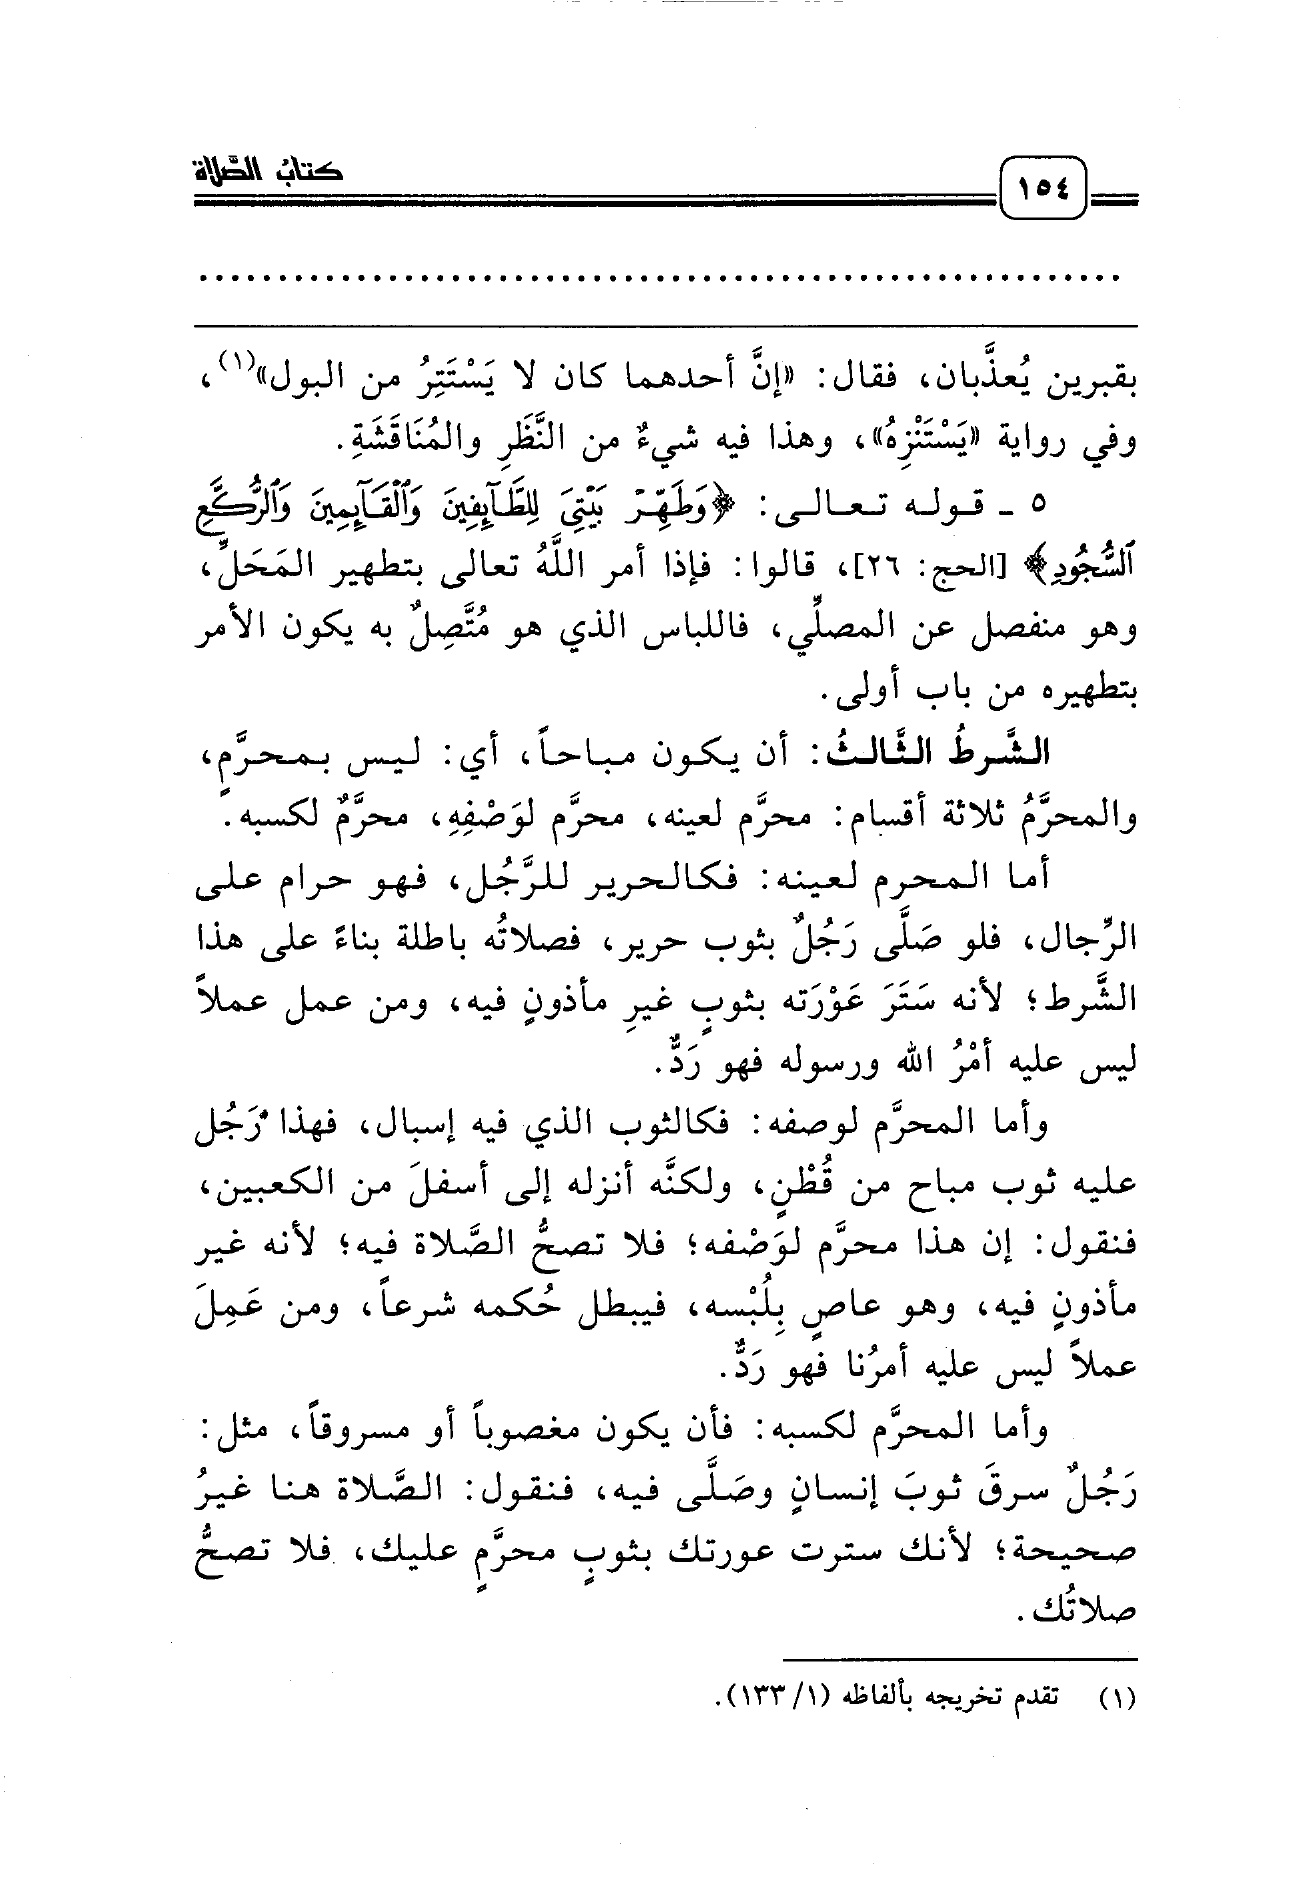 كتاب الصلاة
١٥٤
بقبرين يُعذَّبان، فقال: «إنَّ أحدهما كان لا يَسْتَتِرُ من البول»(١)،
وفي رواية «يَسْتَنْزِهُ»، وهذا فيه شيءٌ من النَّظَرِ والمُنَاقَشَةِ.
٥ ـ قوله تعالى: ﴿وَطَهِّرْ بَيْتِيَ لِلطَّآئِفِينَ وَٱلْقَآئِمِينَ وَٱلرُّكَّعِ
ٱلسُّجُودِ﴾ [الحج: ٢٦]، قالوا: فإذا أمر اللَّهُ تعالى بتطهير المَحَلِّ،
وهو منفصل عن المصلِّي، فاللباس الذي هو مُتَّصِلٌ به يكون الأمر
بتطهيره من باب أولى.
الشَّرطُ الثَّالثُ: أن يكون مباحاً، أي: ليس بمحرَّمٍ،
والمحرَّمُ ثلاثة أقسام: محرَّم لعينه، محرَّم لوَصْفِهِ، محرَّمٌ لكسبه.
أما المحرم لعينه: فكالحرير للرَّجُل، فهو حرام على
الرِّجال، فلو صَلَّى رَجُلٌ بثوب حرير، فصلاتُه باطلة بناءً على هذا
الشَّرط؛ لأنه سَتَرَ عَوْرَته بثوبٍ غيرِ مأذونٍ فيه، ومن عمل عملاً
ليس عليه أمْرُ الله ورسوله فهو رَدٌّ.
وأما المحرَّم لوصفه: فكالثوب الذي فيه إسبال، فهذا رَجُل
عليه ثوب مباح من قُطْنٍ، ولكنَّه أنزله إلى أسفلَ من الكعبين،
فنقول: إن هذا محرَّم لوَصْفه؛ فلا تصحُّ الصَّلاة فيه؛ لأنه غير
مأذونٍ فيه، وهو عاصٍ بِلُبْسه، فيبطل حُكمه شرعاً، ومن عَمِلَ
عملاً ليس عليه أمرُنا فهو رَدٌّ.
وأما المحرَّم لكسبه: فأن يكون مغصوباً أو مسروقاً، مثل:
رَجُلٌ سرقَ ثوبَ إنسانٍ وصَلَّى فيه، فنقول: الصَّلاة هنا غيرُ
صحيحة؛ لأنك سترت عورتك بثوبٍ محرَّمٍ عليك، فلا تصحُّ
صلاتُك.
(١) تقدم تخريجه بألفاظه (١/ ١٣٣).